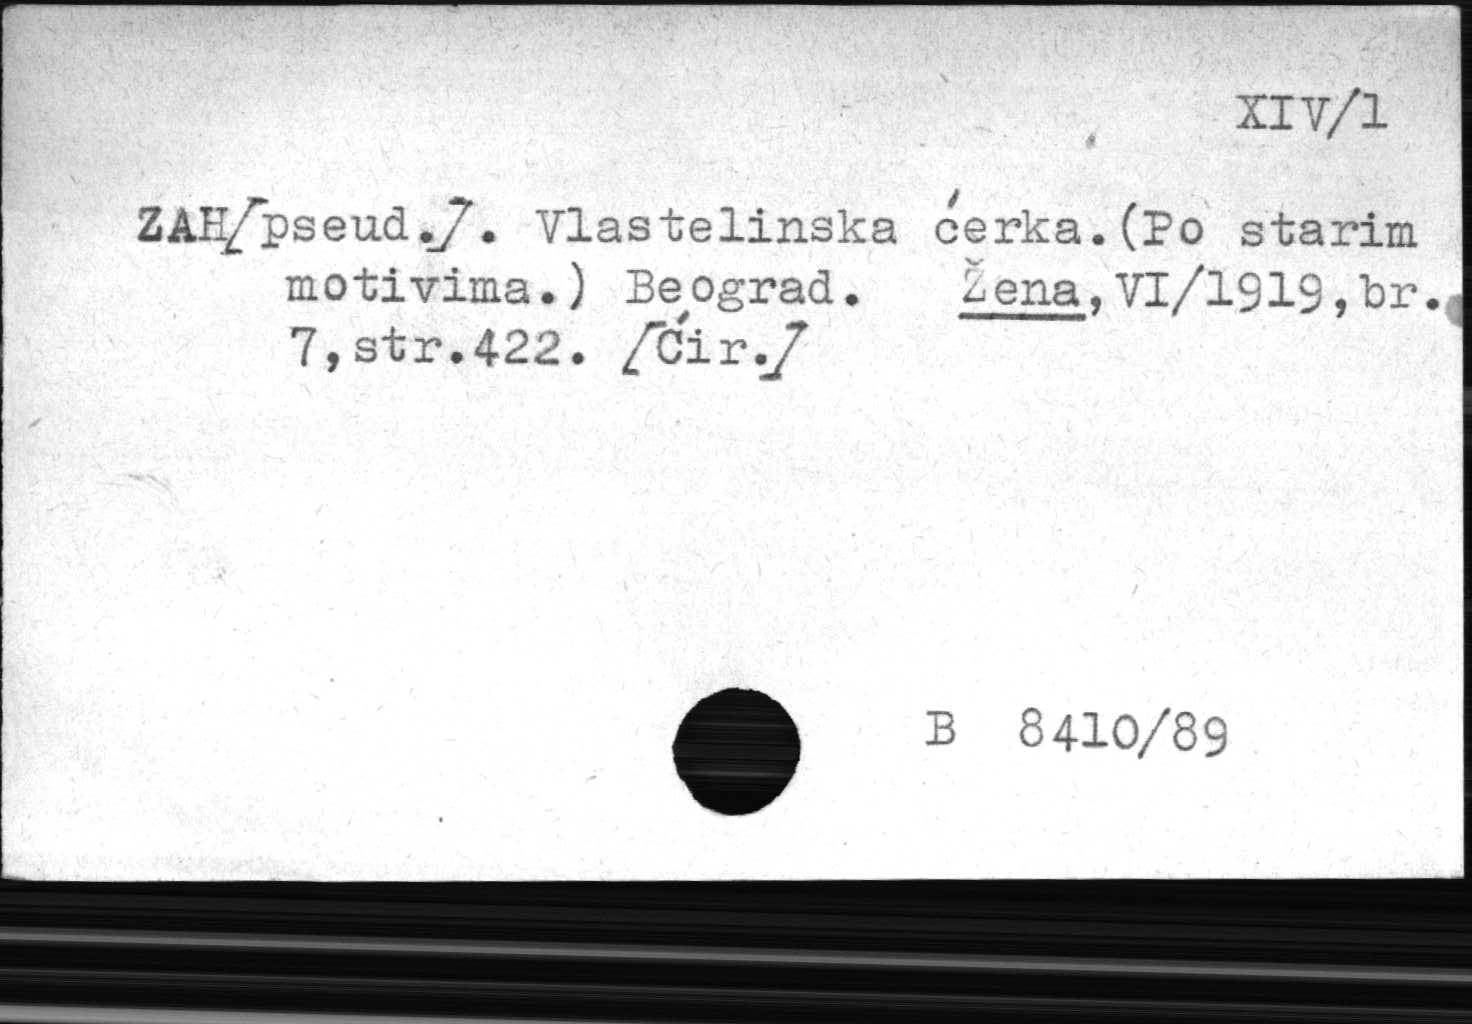 XIV/1
ZAH[pseud.]. Vlastelinska ćerka.(Po starim
motivima.) Beograd. Žena,VI/1919,br.
7,str.422. [Ćir.]
B 8410/89